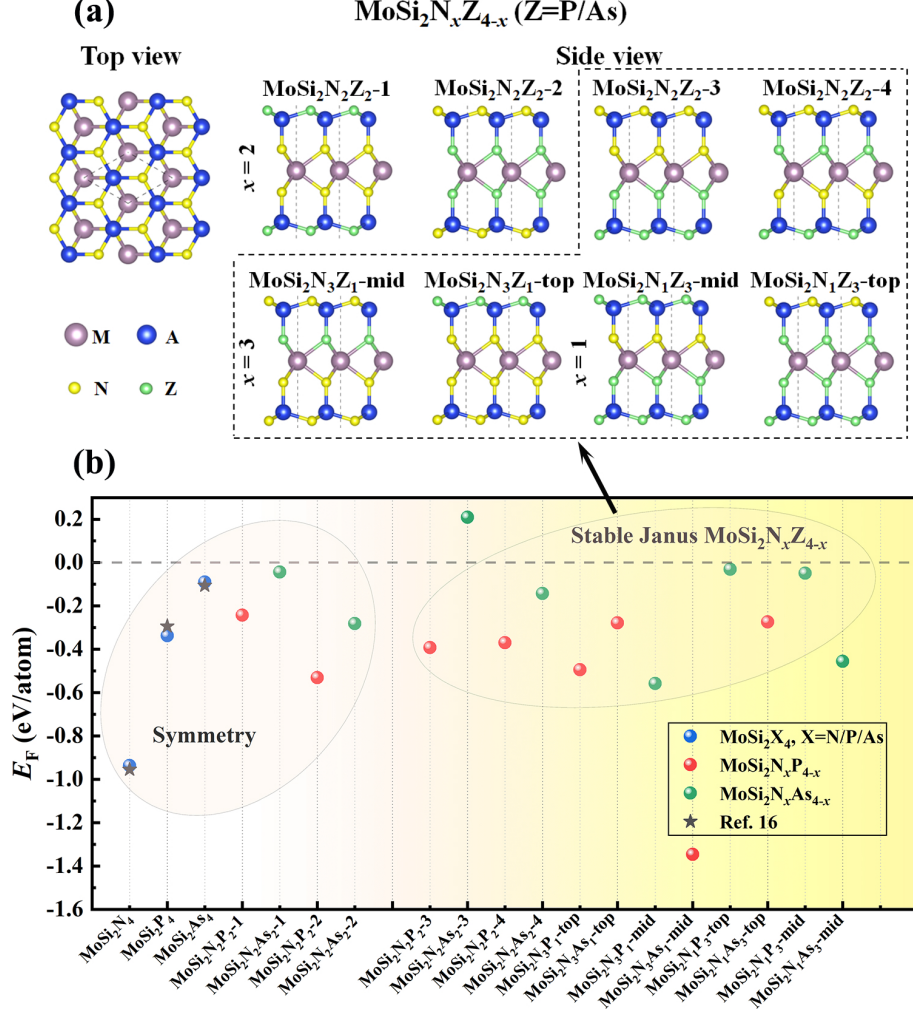 (a)
MoSi₂NₓZ₄₋ₓ (Z=P/As)
Top view
Side view
MoSi₂N₂Z₂-1
MoSi₂N₂Z₂-2
MoSi₂N₂Z₂-3
MoSi₂N₂Z₂-4
x = 2
MoSi₂N₃Z₁-mid
MoSi₂N₃Z₁-top
MoSi₂N₁Z₃-mid
MoSi₂N₁Z₃-top
x = 3
x = 1
M
A
N
Z
(b)
0.2
0.0
-0.2
-0.4
-0.6
-0.8
-1.0
-1.2
-1.4
-1.6
E_F (eV/atom)
Stable Janus MoSi₂NₓZ₄₋ₓ
Symmetry
MoSi₂X₄, X=N/P/As
MoSi₂NₓP₄₋ₓ
MoSi₂NₓAs₄₋ₓ
Ref. 16
MoSi₂N₄
MoSi₂P₄
MoSi₂As₄
MoSi₂N₂P₂-1
MoSi₂N₂As₂-1
MoSi₂N₂P₂-2
MoSi₂N₂As₂-2
MoSi₂N₂P₂-3
MoSi₂N₂As₂-3
MoSi₂N₂P₂-4
MoSi₂N₂As₂-4
MoSi₂N₃P₁-top
MoSi₂N₃As₁-top
MoSi₂N₃P₁-mid
MoSi₂N₃As₁-mid
MoSi₂N₁P₃-top
MoSi₂N₁As₃-top
MoSi₂N₁P₃-mid
MoSi₂N₁As₃-mid